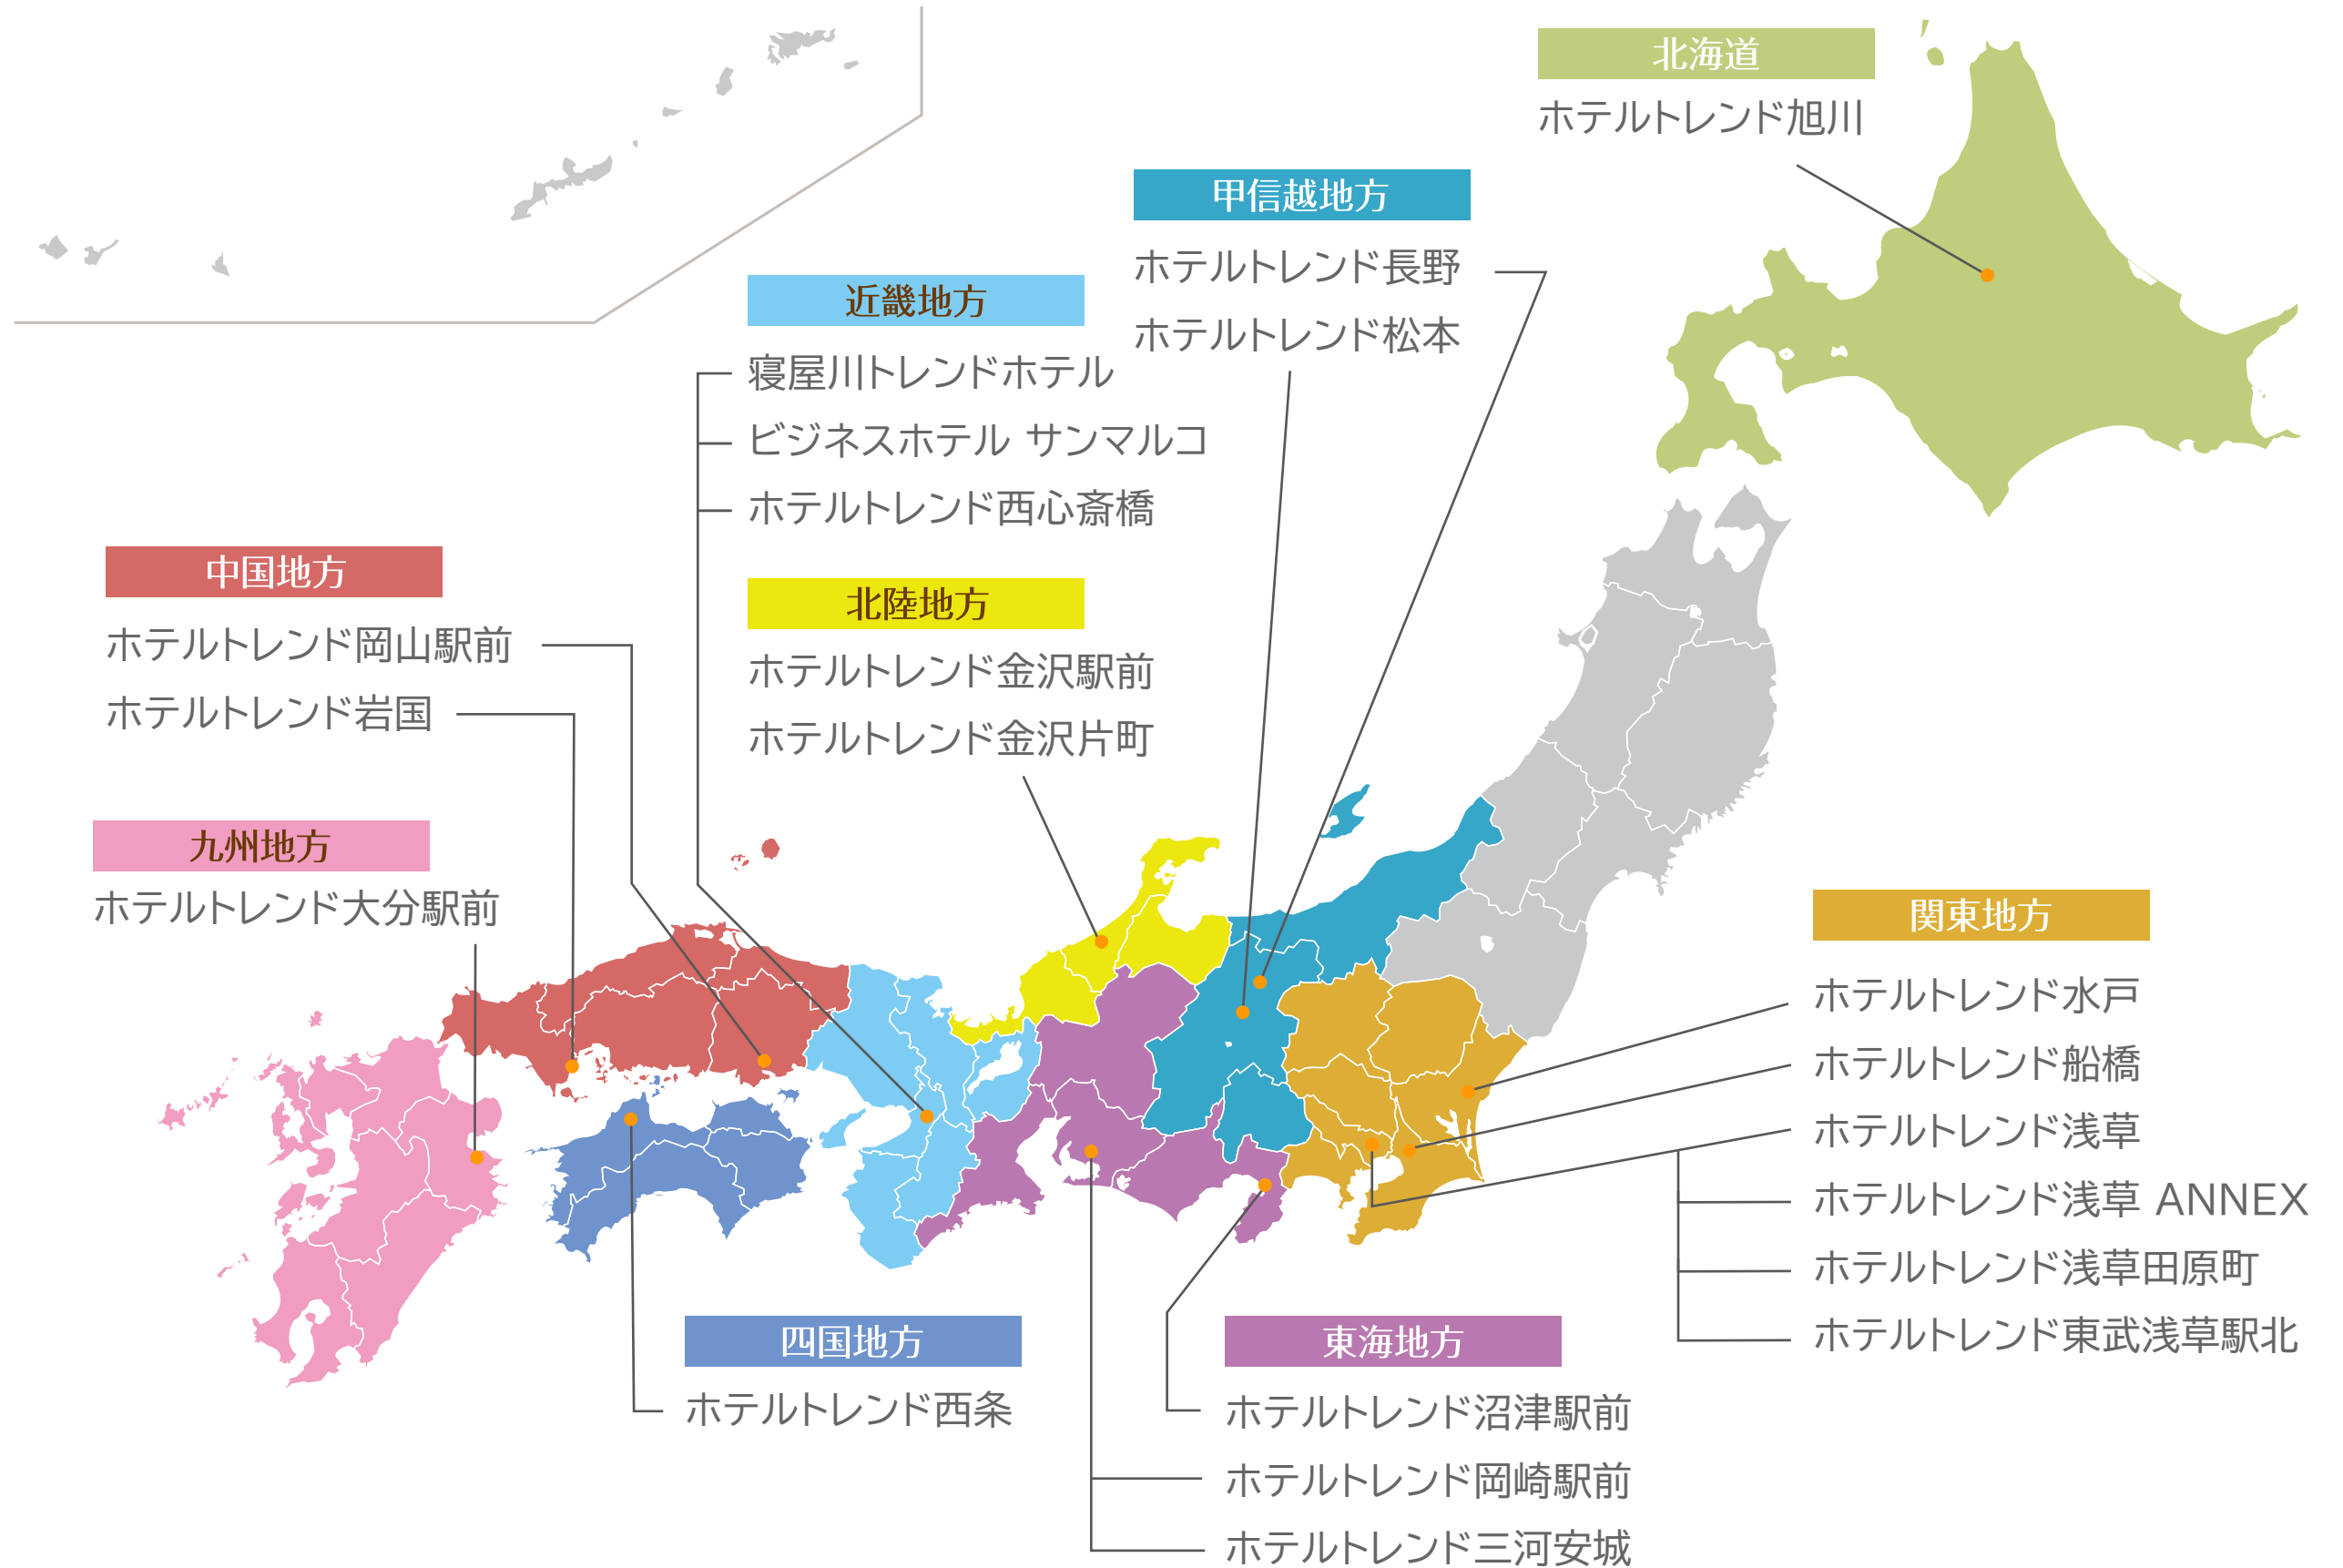 北海道
ホテルトレンド旭川
甲信越地方
ホテルトレンド長野
ホテルトレンド松本
近畿地方
寝屋川トレンドホテル
ビジネスホテル サンマルコ
ホテルトレンド西心斎橋
中国地方
ホテルトレンド岡山駅前
ホテルトレンド岩国
北陸地方
ホテルトレンド金沢駅前
ホテルトレンド金沢片町
九州地方
ホテルトレンド大分駅前
関東地方
ホテルトレンド水戸
ホテルトレンド船橋
ホテルトレンド浅草
ホテルトレンド浅草 ANNEX
ホテルトレンド浅草田原町
ホテルトレンド東武浅草駅北
四国地方
ホテルトレンド西条
東海地方
ホテルトレンド沼津駅前
ホテルトレンド岡崎駅前
ホテルトレンド三河安城